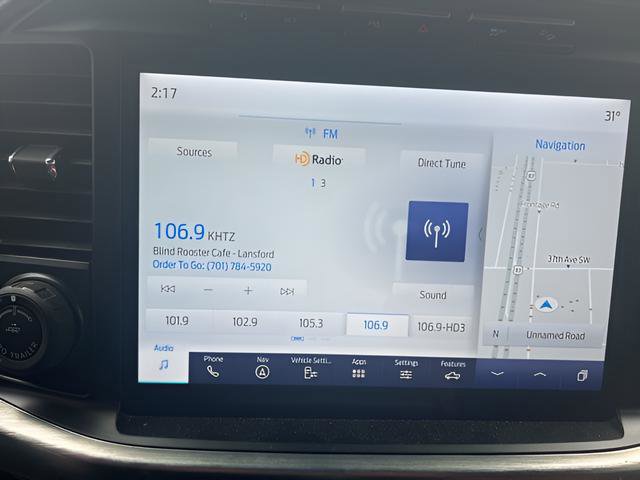 2:17
31°
FM
Navigation
Sources
HD Radio
Direct Tune
1 3
Frontage Rd
106.9 KHTZ
Blind Rooster Cafe - Lansford
Order To Go: (701) 784-5920
37th Ave SW
Sound
101.9
102.9
105.3
106.9
106.9-HD3
N
Unnamed Road
Audio
Phone
Nav
Vehicle Setti...
Apps
Settings
Features
TO TRAILER